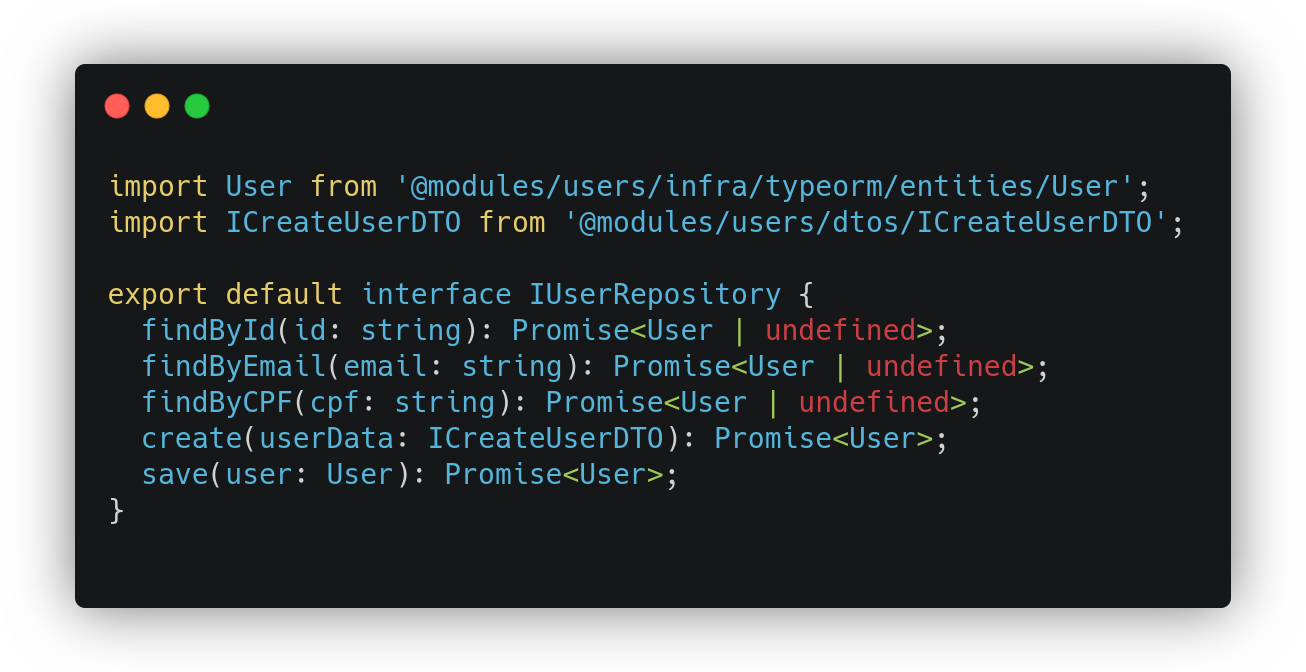 import User from '@modules/users/infra/typeorm/entities/User';
import ICreateUserDTO from '@modules/users/dtos/ICreateUserDTO';

export default interface IUserRepository {
  findById(id: string): Promise<User | undefined>;
  findByEmail(email: string): Promise<User | undefined>;
  findByCPF(cpf: string): Promise<User | undefined>;
  create(userData: ICreateUserDTO): Promise<User>;
  save(user: User): Promise<User>;
}